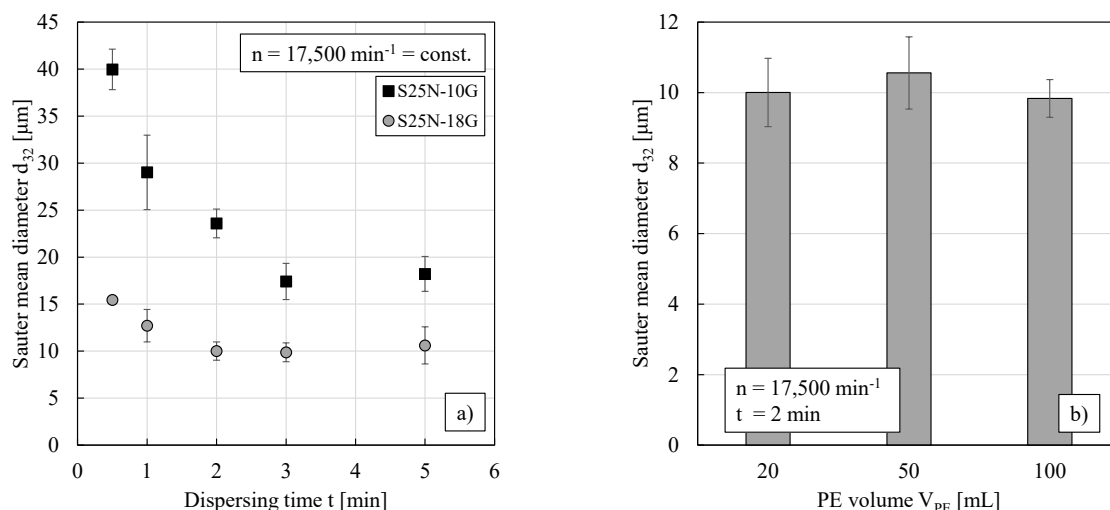 45
40
35
30
25
20
15
10
5
0
Sauter mean diameter d32 [µm]
n = 17,500 min-1 = const.
S25N-10G
S25N-18G
a)
0 1 2 3 4 5 6
Dispersing time t [min]
12
10
8
6
4
2
0
Sauter mean diameter d32 [µm]
n = 17,500 min-1
t = 2 min
b)
20 50 100
PE volume VPE [mL]